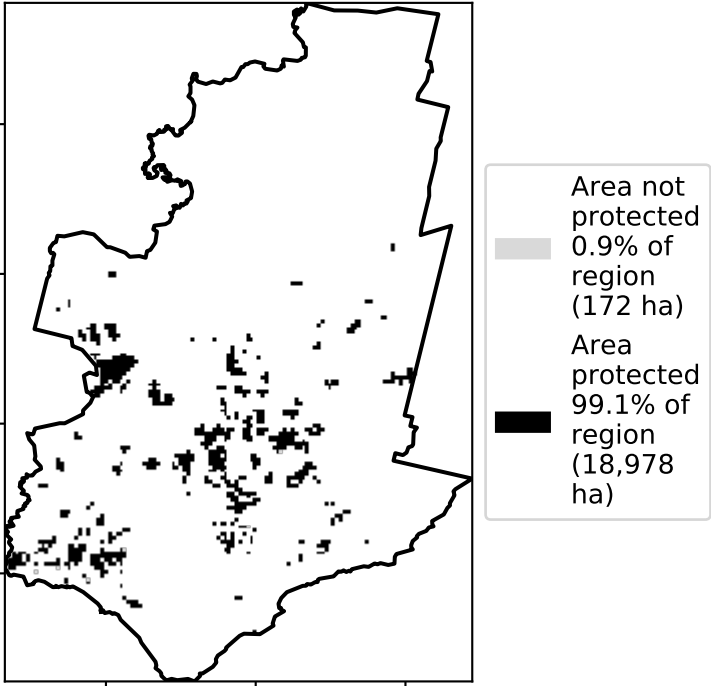 Area not
protected
0.9% of
region
(172 ha)
Area
protected
99.1% of
region
(18,978
ha)